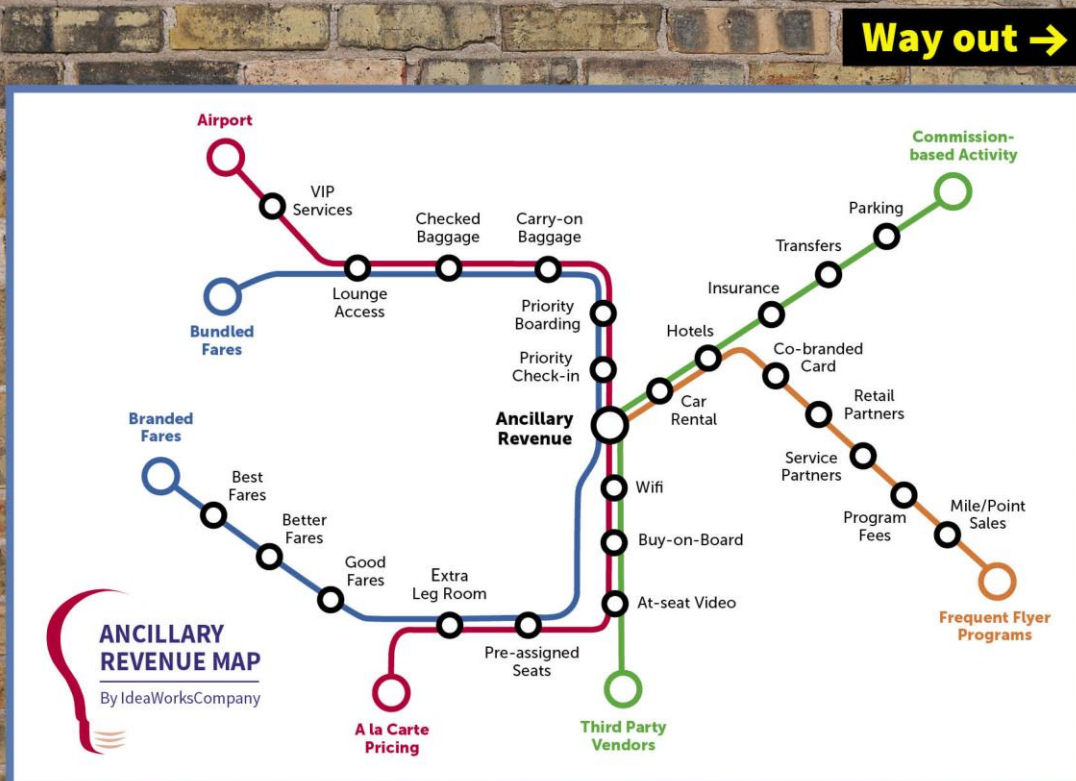 Way out →
Airport
VIP
Services
Checked
Baggage
Carry-on
Baggage
Commission-
based Activity
Parking
Transfers
Insurance
Hotels
Lounge
Access
Bundled
Fares
Priority
Boarding
Priority
Check-in
Ancillary
Revenue
Car
Rental
Co-branded
Card
Retail
Partners
Service
Partners
Program
Fees
Mile/Point
Sales
Frequent Flyer
Programs
Branded
Fares
Best
Fares
Better
Fares
Good
Fares
Extra
Leg Room
Pre-assigned
Seats
Wifi
Buy-on-Board
At-seat Video
A la Carte
Pricing
Third Party
Vendors
ANCILLARY
REVENUE MAP
By IdeaWorksCompany